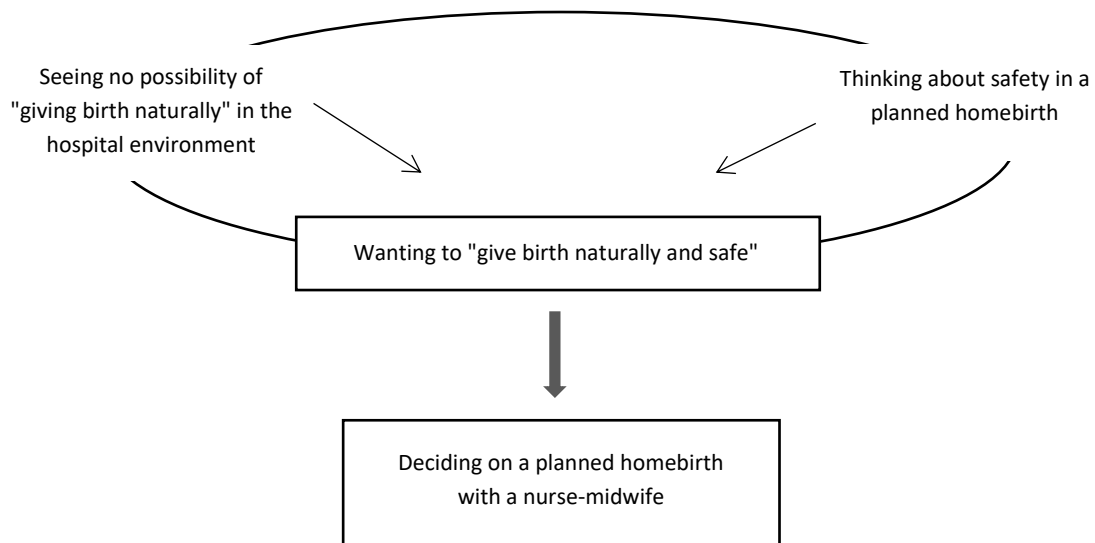 Seeing no possibility of
"giving birth naturally" in the
hospital environment
Thinking about safety in a
planned homebirth
Wanting to "give birth naturally and safe"
Deciding on a planned homebirth
with a nurse-midwife